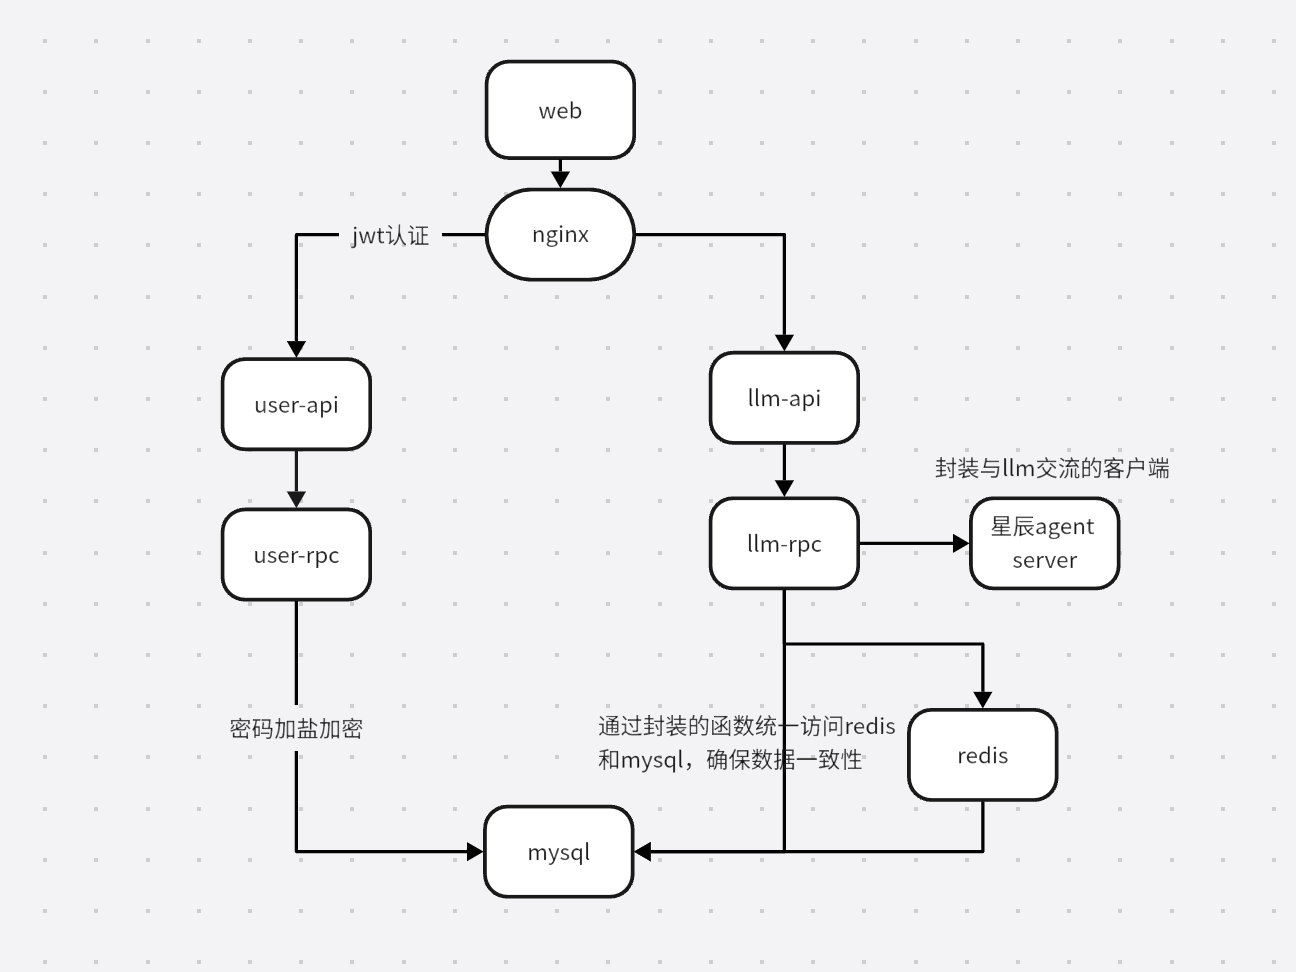 web
nginx
jwt认证
user-api
llm-api
封装与llm交流的客户端
user-rpc
llm-rpc
星辰agent
server
密码加盐加密
通过封装的函数统一访问redis
和mysql，确保数据一致性
redis
mysql